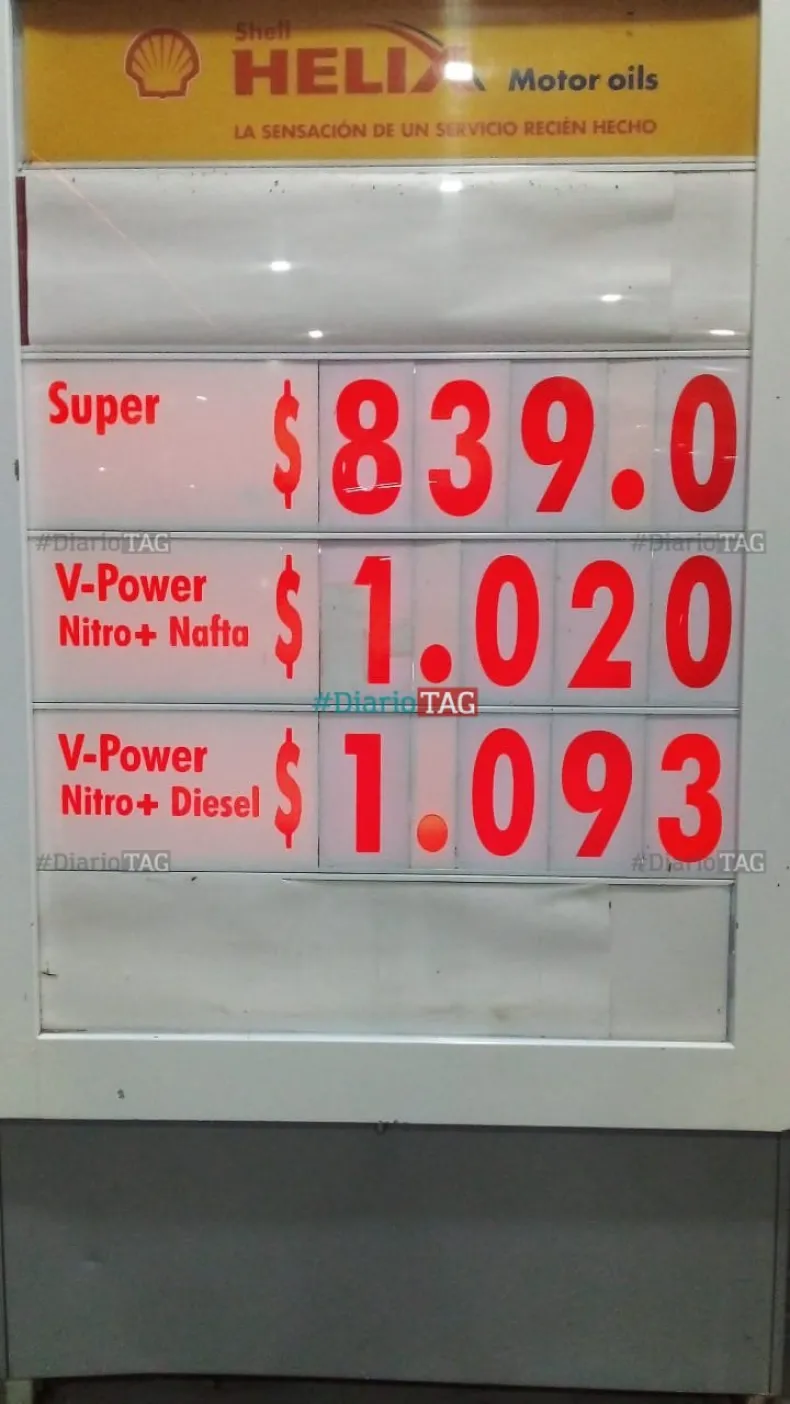 Shell
HELIX Motor oils
LA SENSACIÓN DE UN SERVICIO RECIÉN HECHO
Super $ 839.0
#DiarioTAG #DiarioTAG
V-Power
Nitro+ Nafta $ 1.020
#DiarioTAG
V-Power
Nitro+ Diesel $ 1.093
#DiarioTAG #DiarioTAG